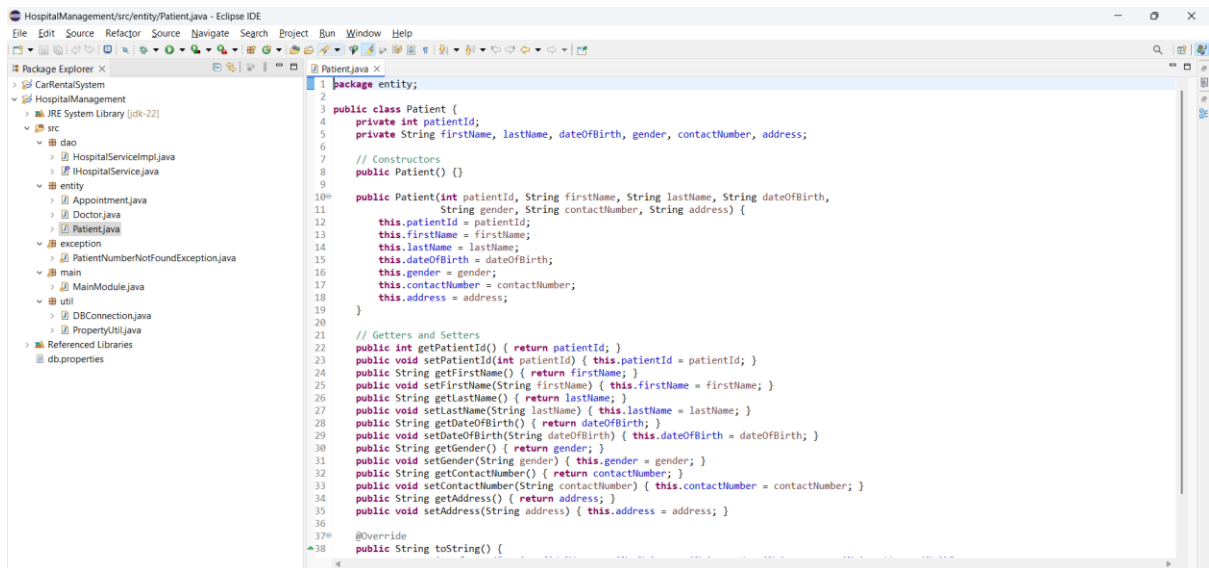 HospitalManagement/src/entity/Patient.java - Eclipse IDE
File Edit Source Refactor Source Navigate Search Project Run Window Help
Package Explorer
CarRentalSystem
HospitalManagement
JRE System Library [jdk-22]
src
dao
HospitalServiceImpl.java
IHospitalService.java
entity
Appointment.java
Doctor.java
Patient.java
exception
PatientNumberNotFoundException.java
main
MainModule.java
util
DBConnection.java
PropertyUtil.java
Referenced Libraries
db.properties
Patient.java
1 package entity;
2
3 public class Patient {
4 private int patientId;
5 private String firstName, lastName, dateOfBirth, gender, contactNumber, address;
6
7 // Constructors
8 public Patient() {}
9
10 public Patient(int patientId, String firstName, String lastName, String dateOfBirth,
11 String gender, String contactNumber, String address) {
12 this.patientId = patientId;
13 this.firstName = firstName;
14 this.lastName = lastName;
15 this.dateOfBirth = dateOfBirth;
16 this.gender = gender;
17 this.contactNumber = contactNumber;
18 this.address = address;
19 }
20
21 // Getters and Setters
22 public int getPatientId() { return patientId; }
23 public void setPatientId(int patientId) { this.patientId = patientId; }
24 public String getFirstName() { return firstName; }
25 public void setFirstName(String firstName) { this.firstName = firstName; }
26 public String getLastName() { return lastName; }
27 public void setLastName(String lastName) { this.lastName = lastName; }
28 public String getDateOfBirth() { return dateOfBirth; }
29 public void setDateOfBirth(String dateOfBirth) { this.dateOfBirth = dateOfBirth; }
30 public String getGender() { return gender; }
31 public void setGender(String gender) { this.gender = gender; }
32 public String getContactNumber() { return contactNumber; }
33 public void setContactNumber(String contactNumber) { this.contactNumber = contactNumber; }
34 public String getAddress() { return address; }
35 public void setAddress(String address) { this.address = address; }
36
37 @Override
38 public String toString() {